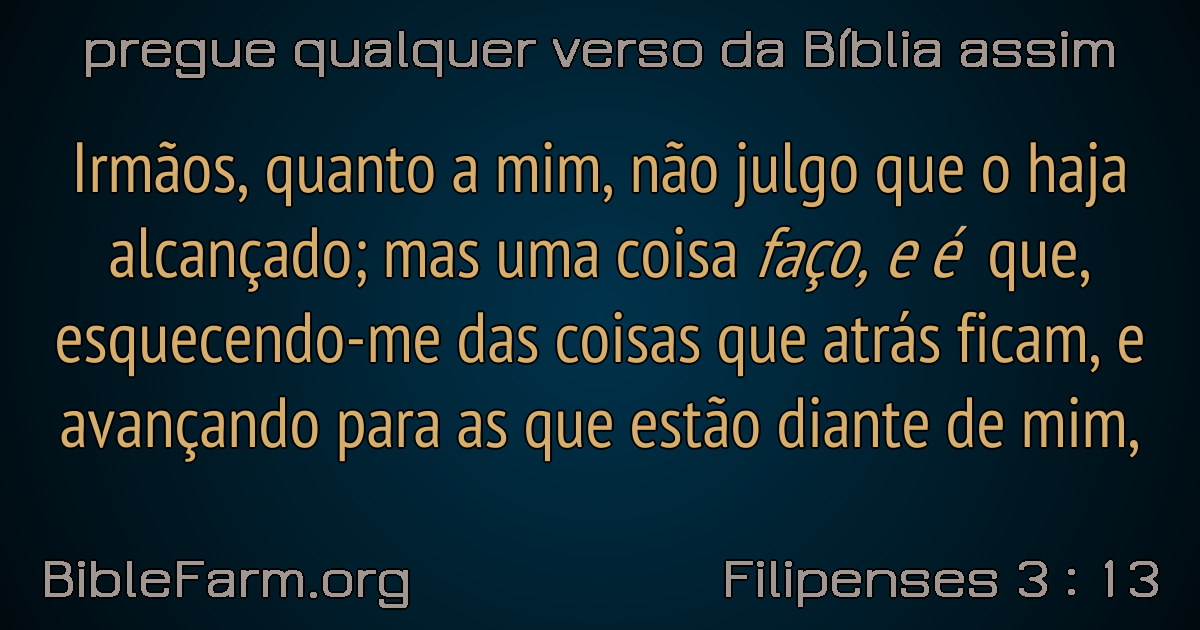 pregue qualquer verso da Bíblia assim
Irmãos, quanto a mim, não julgo que o haja
alcançado; mas uma coisa faço, e é que,
esquecendo-me das coisas que atrás ficam, e
avançando para as que estão diante de mim,
BibleFarm.org
Filipenses 3 : 13